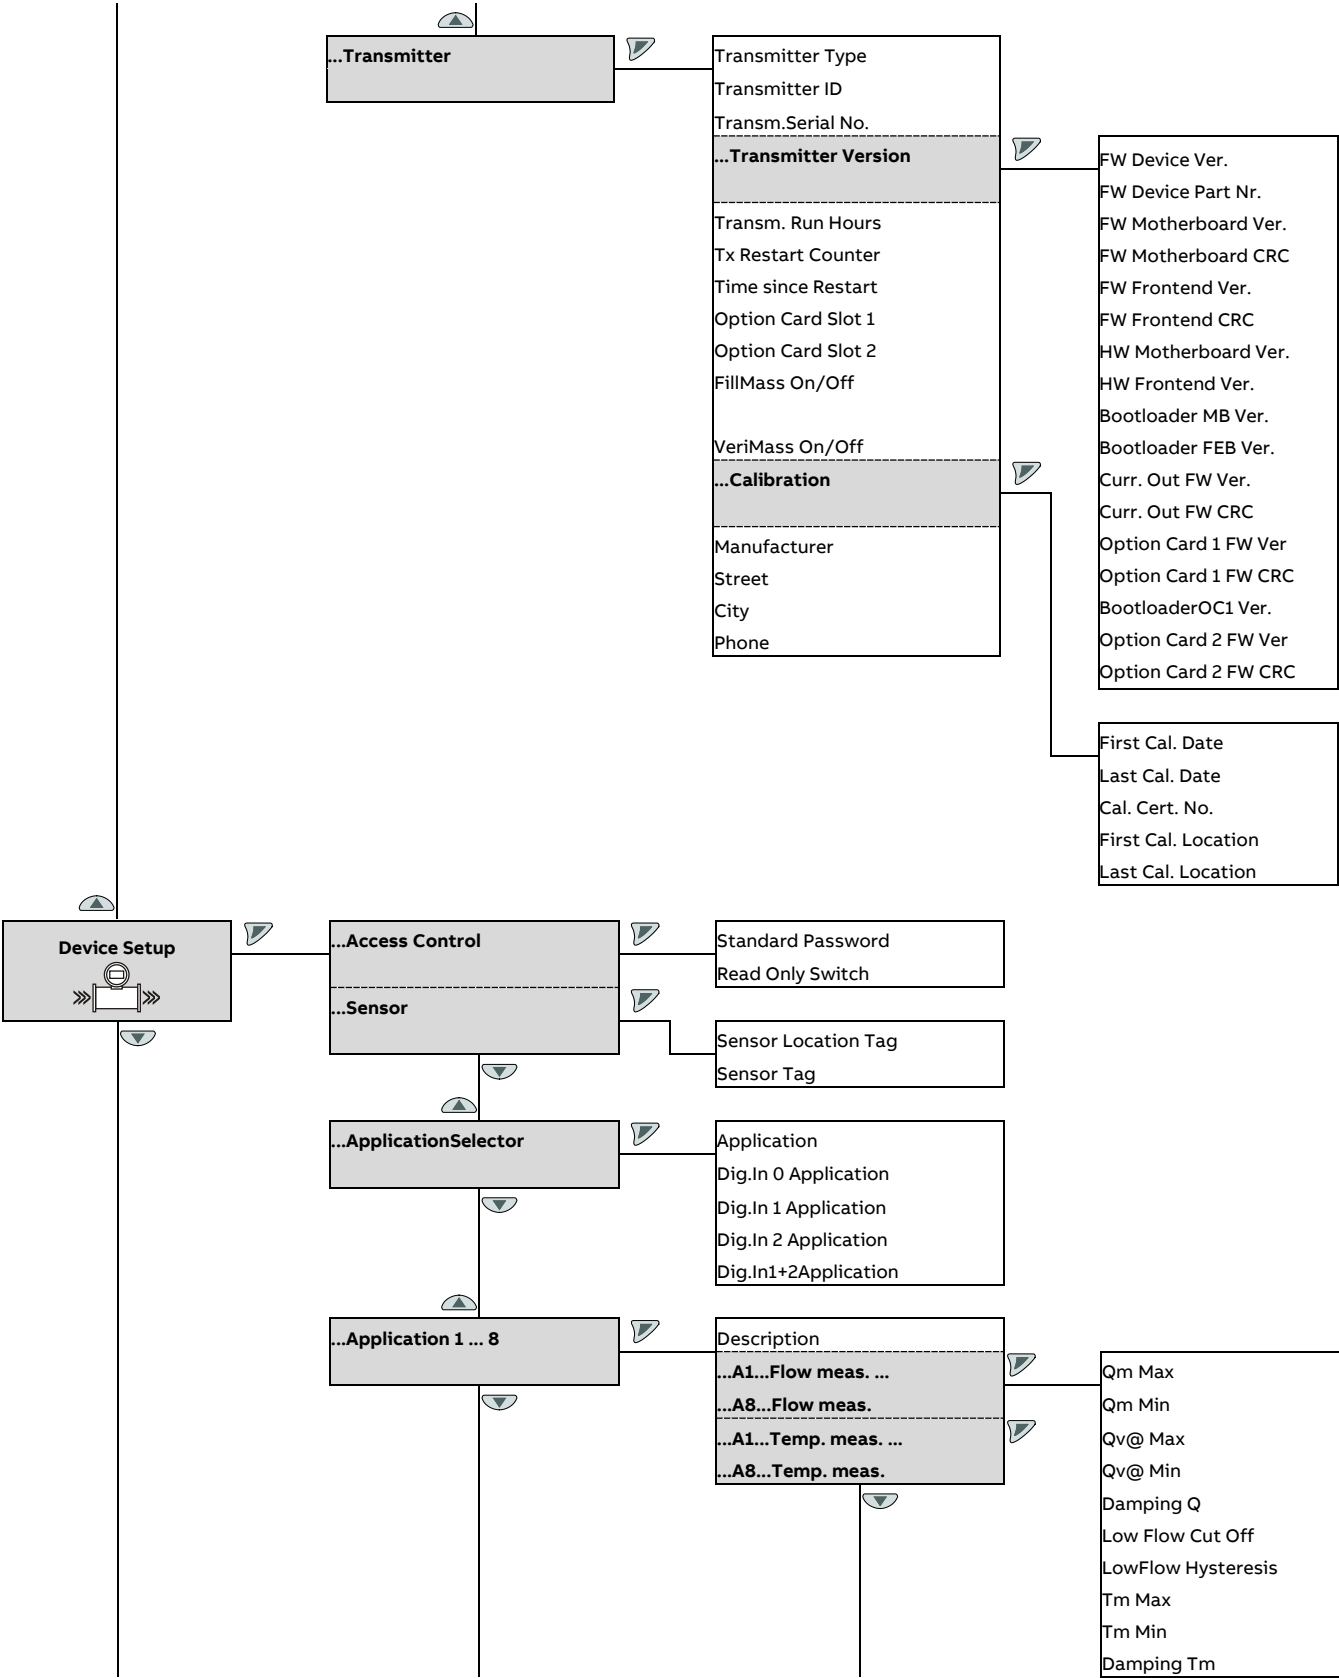 ...Transmitter
Transmitter Type
Transmitter ID
Transm.Serial No.
...Transmitter Version
Transm. Run Hours
Tx Restart Counter
Time since Restart
Option Card Slot 1
Option Card Slot 2
FillMass On/Off
VeriMass On/Off
...Calibration
Manufacturer
Street
City
Phone
FW Device Ver.
FW Device Part Nr.
FW Motherboard Ver.
FW Motherboard CRC
FW Frontend Ver.
FW Frontend CRC
HW Motherboard Ver.
HW Frontend Ver.
Bootloader MB Ver.
Bootloader FEB Ver.
Curr. Out FW Ver.
Curr. Out FW CRC
Option Card 1 FW Ver
Option Card 1 FW CRC
BootloaderOC1 Ver.
Option Card 2 FW Ver
Option Card 2 FW CRC
First Cal. Date
Last Cal. Date
Cal. Cert. No.
First Cal. Location
Last Cal. Location
Device Setup
...Access Control
Standard Password
Read Only Switch
...Sensor
Sensor Location Tag
Sensor Tag
...ApplicationSelector
Application
Dig.In 0 Application
Dig.In 1 Application
Dig.In 2 Application
Dig.In1+2Application
...Application 1 ... 8
Description
...A1...Flow meas. ...
...A8...Flow meas.
...A1...Temp. meas. ...
...A8...Temp. meas.
Qm Max
Qm Min
Qv@ Max
Qv@ Min
Damping Q
Low Flow Cut Off
LowFlow Hysteresis
Tm Max
Tm Min
Damping Tm